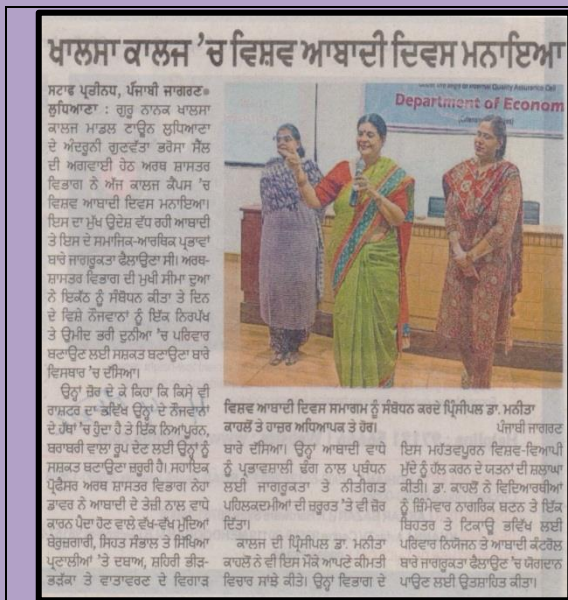 ਖਾਲਸਾ ਕਾਲਜ 'ਚ ਵਿਸ਼ਵ ਆਬਾਦੀ ਦਿਵਸ ਮਨਾਇਆ
ਸਟਾਫ ਪ੍ਰਤੀਨਿਧ, ਪੰਜਾਬੀ ਜਾਗਰਣ
ਲੁਧਿਆਣਾ : ਗੁਰੂ ਨਾਨਕ ਖਾਲਸਾ
ਕਾਲਜ ਮਾਡਲ ਟਾਊਨ ਲੁਧਿਆਣਾ
ਦੇ ਅੰਦਰੂਨੀ ਗੁਣਵੱਤਾ ਭਰੋਸਾ ਸੈੱਲ
ਦੀ ਅਗਵਾਈ ਹੇਠ ਅਰਥ ਸ਼ਾਸਤਰ
ਵਿਭਾਗ ਨੇ ਅੱਜ ਕਾਲਜ ਕੈਂਪਸ 'ਚ
ਵਿਸ਼ਵ ਆਬਾਦੀ ਦਿਵਸ ਮਨਾਇਆ।
ਇਸ ਦਾ ਮੁੱਖ ਉਦੇਸ਼ ਵੱਧ ਰਹੀ ਆਬਾਦੀ
ਤੇ ਇਸ ਦੇ ਸਮਾਜਿਕ-ਆਰਥਿਕ ਪ੍ਰਭਾਵਾਂ
ਬਾਰੇ ਜਾਗਰੂਕਤਾ ਫੈਲਾਉਣਾ ਸੀ। ਅਰਥ-
ਸ਼ਾਸਤਰ ਵਿਭਾਗ ਦੀ ਮੁਖੀ ਸੀਮਾ ਦੂਆ
ਨੇ ਇਕੱਠ ਨੂੰ ਸੰਬੋਧਨ ਕੀਤਾ ਤੇ ਦਿਨ
ਦੇ ਵਿਸ਼ੇ ਨੌਜਵਾਨਾਂ ਨੂੰ ਇੱਕ ਨਿਰਪੱਖ
ਤੇ ਉਮੀਦ ਭਰੀ ਦੁਨੀਆ 'ਚ ਪਰਿਵਾਰ
ਬਣਾਉਣ ਲਈ ਸਸ਼ਕਤ ਬਣਾਉਣਾ ਬਾਰੇ
ਵਿਸਥਾਰ 'ਚ ਦੱਸਿਆ।
ਉਨ੍ਹਾਂ ਜ਼ੋਰ ਦੇ ਕੇ ਕਿਹਾ ਕਿ ਕਿਸੇ ਵੀ
ਰਾਸ਼ਟਰ ਦਾ ਭਵਿੱਖ ਉਨ੍ਹਾਂ ਦੇ ਨੌਜਵਾਨਾਂ
ਦੇ ਹੱਥਾਂ 'ਚ ਹੁੰਦਾ ਹੈ ਤੇ ਇੱਕ ਨਿਆਂਪੂਰਨ,
ਬਰਾਬਰੀ ਵਾਲਾ ਰੂਪ ਦੇਣ ਲਈ ਉਨ੍ਹਾਂ ਨੂੰ
ਸਸ਼ਕਤ ਬਣਾਉਣਾ ਜ਼ਰੂਰੀ ਹੈ। ਸਹਾਇਕ
ਪ੍ਰੋਫੈਸਰ ਅਰਥ ਸ਼ਾਸਤਰ ਵਿਭਾਗ ਨੇਹਾ
ਡਾਵਰ ਨੇ ਆਬਾਦੀ ਦੇ ਤੇਜ਼ੀ ਨਾਲ ਵਾਧੇ
ਕਾਰਨ ਪੈਦਾ ਹੋਣ ਵਾਲੇ ਵੱਖ-ਵੱਖ ਮੁੱਦਿਆਂ
ਬੇਰੁਜ਼ਗਾਰੀ, ਸਿਹਤ ਸੰਭਾਲ ਤੇ ਸਿੱਖਿਆ
ਪ੍ਰਣਾਲੀਆਂ 'ਤੇ ਦਬਾਅ, ਸ਼ਹਿਰੀ ਭੀੜ-
ਭੜੱਕਾ ਤੇ ਵਾਤਾਵਰਣ ਦੇ ਵਿਗਾੜ
Internal Quality Assurance Cell
Department of Econom
ਵਿਸ਼ਵ ਆਬਾਦੀ ਦਿਵਸ ਸਮਾਗਮ ਨੂੰ ਸੰਬੋਧਨ ਕਰਦੇ ਪ੍ਰਿੰਸੀਪਲ ਡਾ. ਮਨੀਤਾ
ਕਾਹਲੋਂ ਤੇ ਹਾਜ਼ਰ ਅਧਿਆਪਕ ਤੇ ਹੋਰ। ਪੰਜਾਬੀ ਜਾਗਰਣ
ਬਾਰੇ ਦੱਸਿਆ। ਉਨ੍ਹਾਂ ਆਬਾਦੀ ਵਾਧੇ
ਨੂੰ ਪ੍ਰਭਾਵਸ਼ਾਲੀ ਢੰਗ ਨਾਲ ਪ੍ਰਬੰਧਨ
ਲਈ ਜਾਗਰੂਕਤਾ ਤੇ ਨੀਤੀਗਤ
ਪਹਿਲਕਦਮੀਆਂ ਦੀ ਜ਼ਰੂਰਤ 'ਤੇ ਵੀ ਜ਼ੋਰ
ਦਿੱਤਾ।
ਕਾਲਜ ਦੀ ਪ੍ਰਿੰਸੀਪਲ ਡਾ. ਮਨੀਤਾ
ਕਾਹਲੋਂ ਨੇ ਵੀ ਇਸ ਮੌਕੇ ਆਪਣੇ ਕੀਮਤੀ
ਵਿਚਾਰ ਸਾਂਝੇ ਕੀਤੇ। ਉਨ੍ਹਾਂ ਵਿਭਾਗ ਦੇ
ਇਸ ਮਹੱਤਵਪੂਰਨ ਵਿਸ਼ਵ-ਵਿਆਪੀ
ਮੁੱਦੇ ਨੂੰ ਹੱਲ ਕਰਨ ਦੇ ਯਤਨਾਂ ਦੀ ਸ਼ਲਾਘਾ
ਕੀਤੀ। ਡਾ. ਕਾਹਲੋਂ ਨੇ ਵਿਦਿਆਰਥੀਆਂ
ਨੂੰ ਜ਼ਿੰਮੇਵਾਰ ਨਾਗਰਿਕ ਬਣਨ ਤੇ ਇੱਕ
ਬਿਹਤਰ ਤੇ ਟਿਕਾਊ ਭਵਿੱਖ ਲਈ
ਪਰਿਵਾਰ ਨਿਯੋਜਨ ਤੇ ਆਬਾਦੀ ਕੰਟਰੋਲ
ਬਾਰੇ ਜਾਗਰੂਕਤਾ ਫੈਲਾਉਣ 'ਚ ਯੋਗਦਾਨ
ਪਾਉਣ ਲਈ ਉਤਸ਼ਾਹਿਤ ਕੀਤਾ।